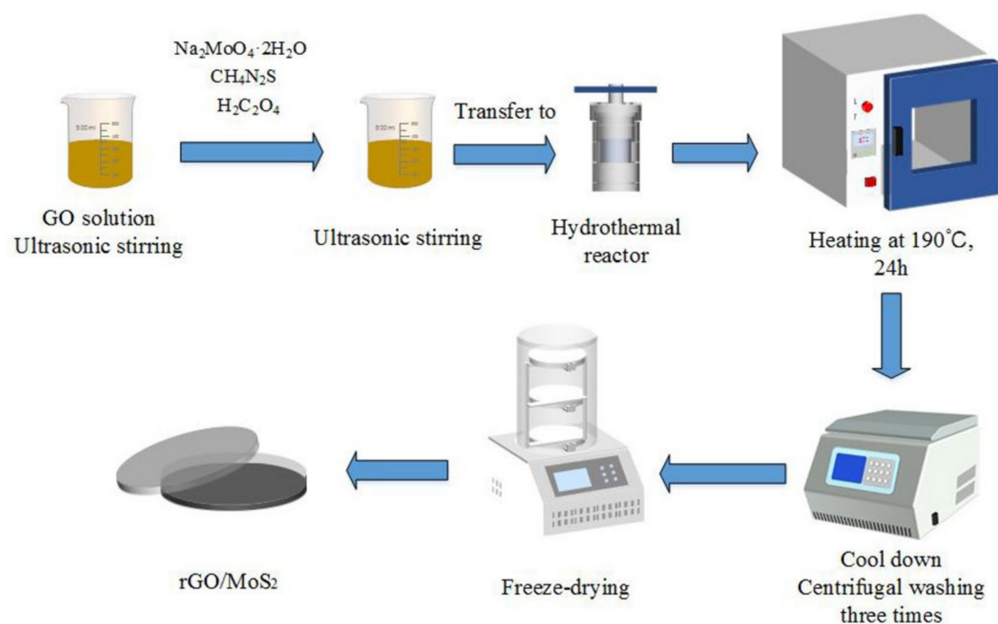 Na₂MoO₄·2H₂O
CH₄N₂S
H₂C₂O₄
GO solution
Ultrasonic stirring
Ultrasonic stirring
Transfer to
Hydrothermal
reactor
Heating at 190℃,
24h
Cool down
Centrifugal washing
three times
Freeze-drying
rGO/MoS₂